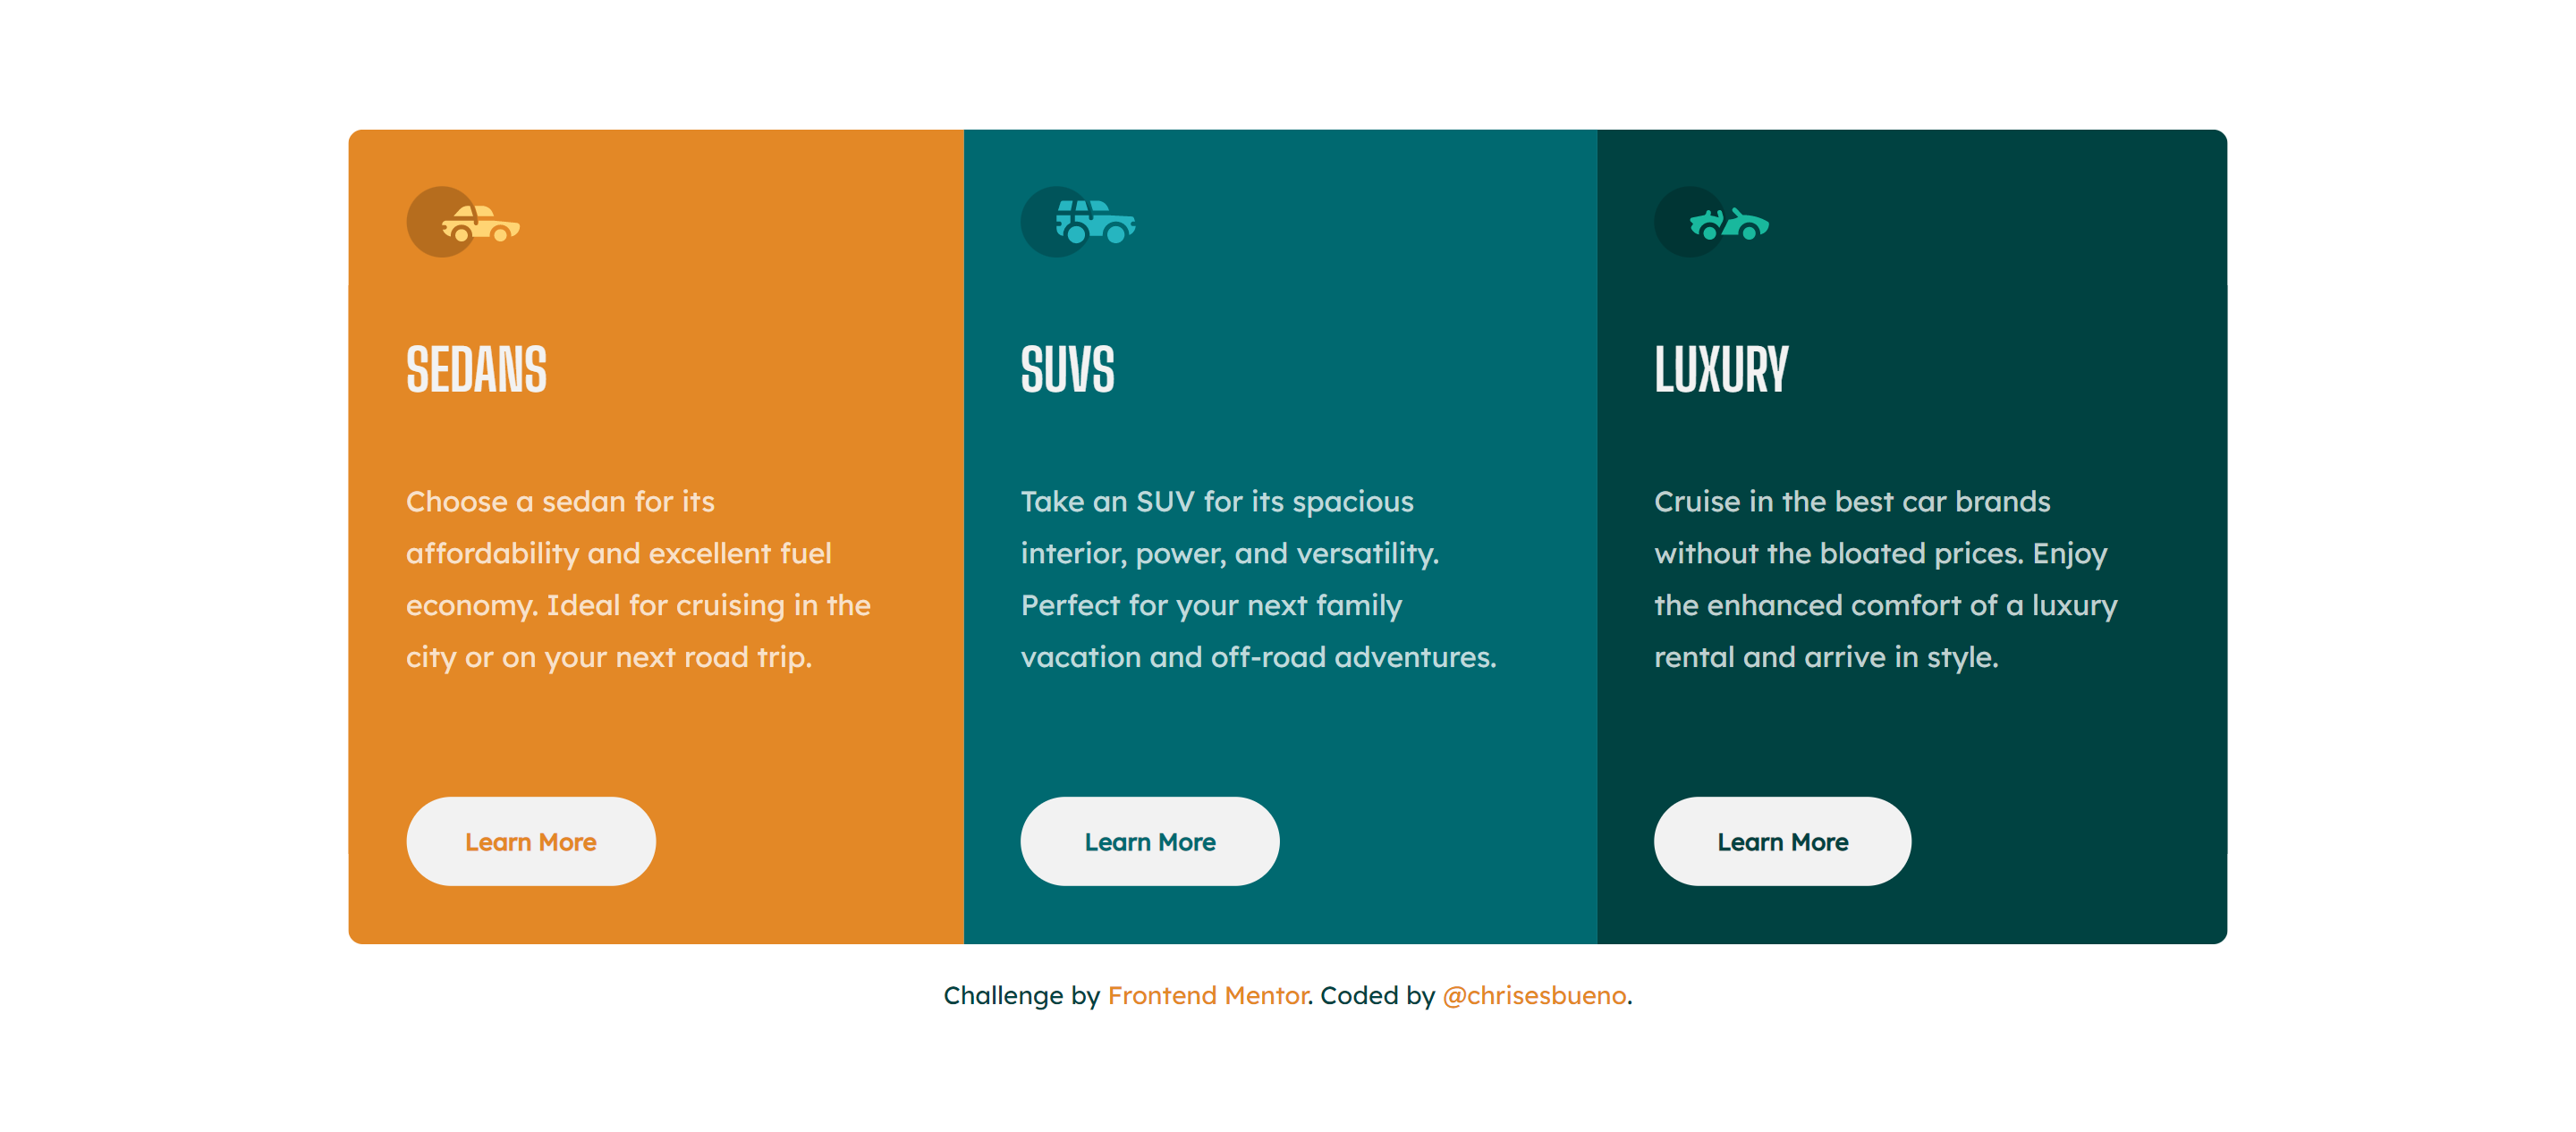 SEDANS
Choose a sedan for its
affordability and excellent fuel
economy. Ideal for cruising in the
city or on your next road trip.
Learn More
SUVS
Take an SUV for its spacious
interior, power, and versatility.
Perfect for your next family
vacation and off-road adventures.
Learn More
LUXURY
Cruise in the best car brands
without the bloated prices. Enjoy
the enhanced comfort of a luxury
rental and arrive in style.
Learn More
Challenge by Frontend Mentor. Coded by @chrisesbueno.